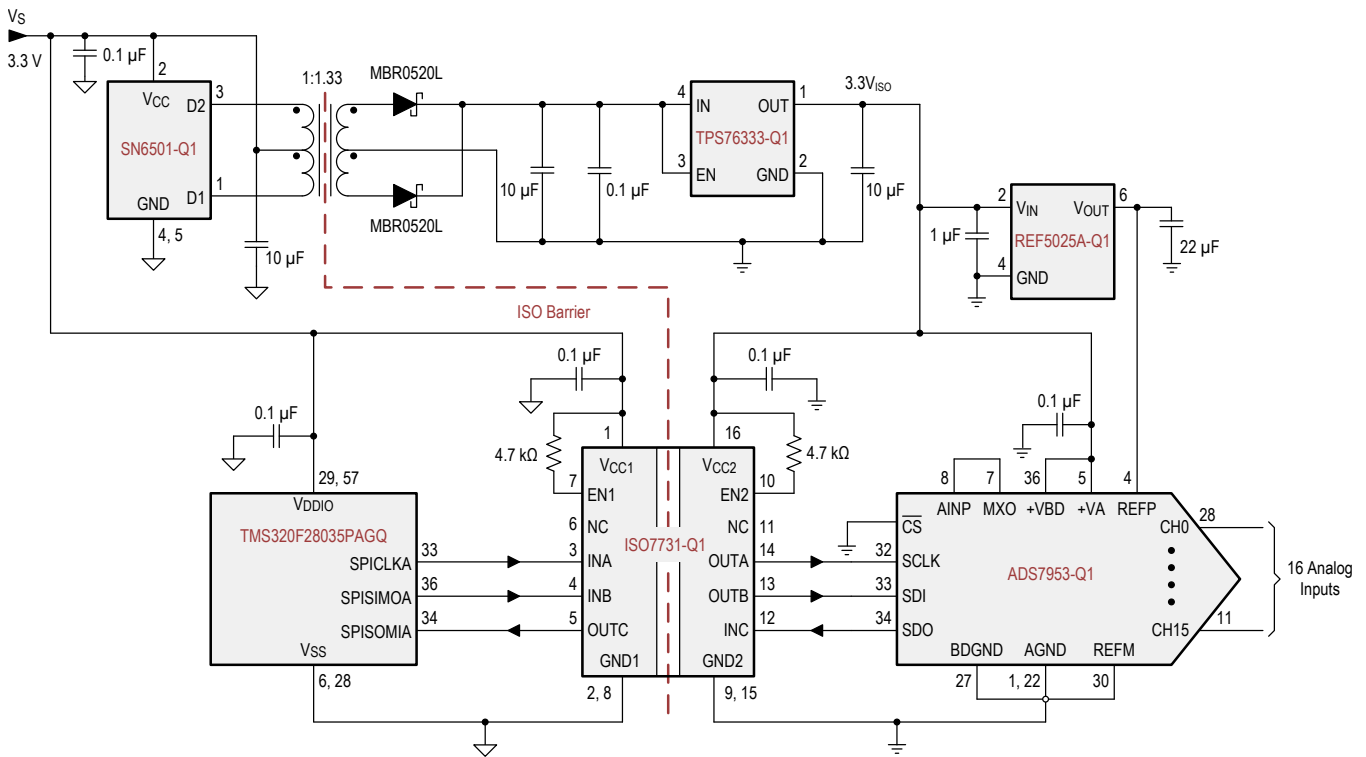 VS
3.3 V
0.1 µF
2
VCC
D2
3
SN6501-Q1
D1
1
GND
4, 5
10 µF
1:1.33
MBR0520L
MBR0520L
10 µF
0.1 µF
4
IN
OUT
1
TPS76333-Q1
3
EN
GND
2
10 µF
3.3VISO
2
VIN
VOUT
6
REF5025A-Q1
1 µF
4
GND
22 µF
ISO Barrier
0.1 µF
29, 57
VDDIO
TMS320F28035PAGQ
SPICLKA
33
SPISIMOA
36
SPISOMIA
34
VSS
6, 28
0.1 µF
4.7 kΩ
1
VCC1
7
EN1
6
NC
3
INA
4
INB
5
OUTC
GND1
2, 8
ISO7731-Q1
0.1 µF
4.7 kΩ
16
VCC2
EN2
10
NC
11
OUTA
14
OUTB
13
INC
12
GND2
9, 15
0.1 µF
8
7
36
5
4
AINP
MXO
+VBD
+VA
REFP
CS
32
SCLK
33
SDI
34
SDO
ADS7953-Q1
CH0
28
CH15
11
16 Analog
Inputs
BDGND
AGND
REFM
27
1, 22
30